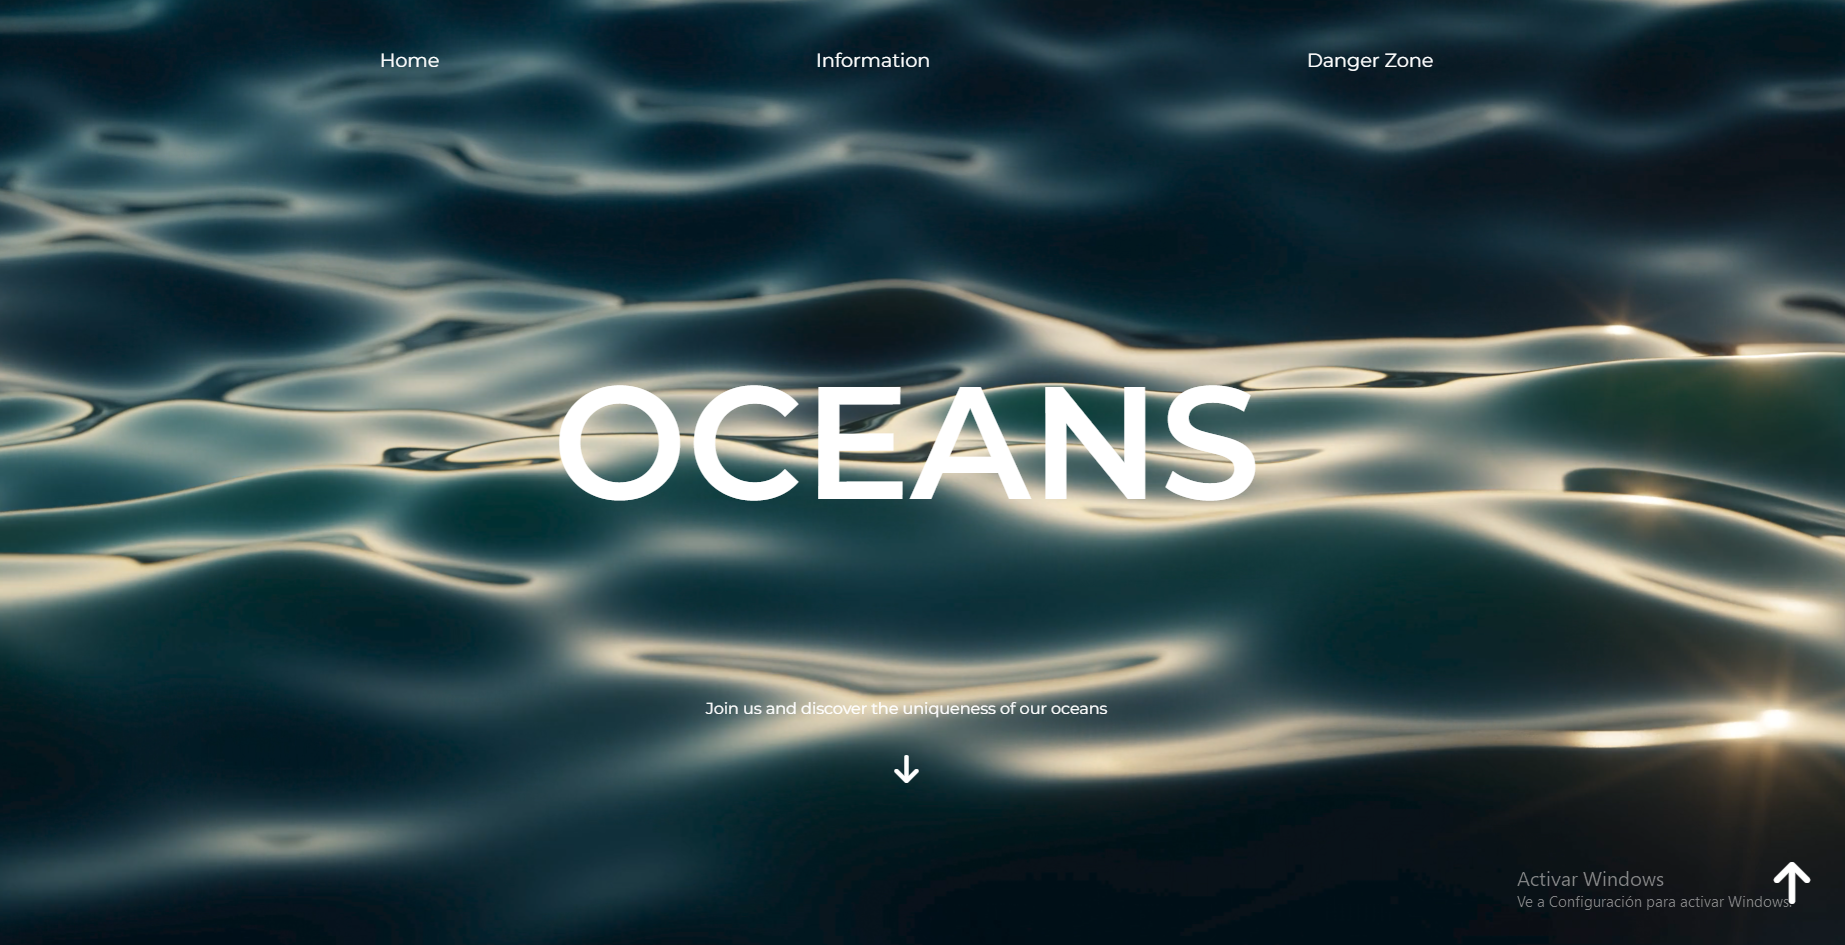 Home
Information
Danger Zone
OCEANS
Join us and discover the uniqueness of our oceans
Activar Windows
Ve a Configuración para activar Windows.